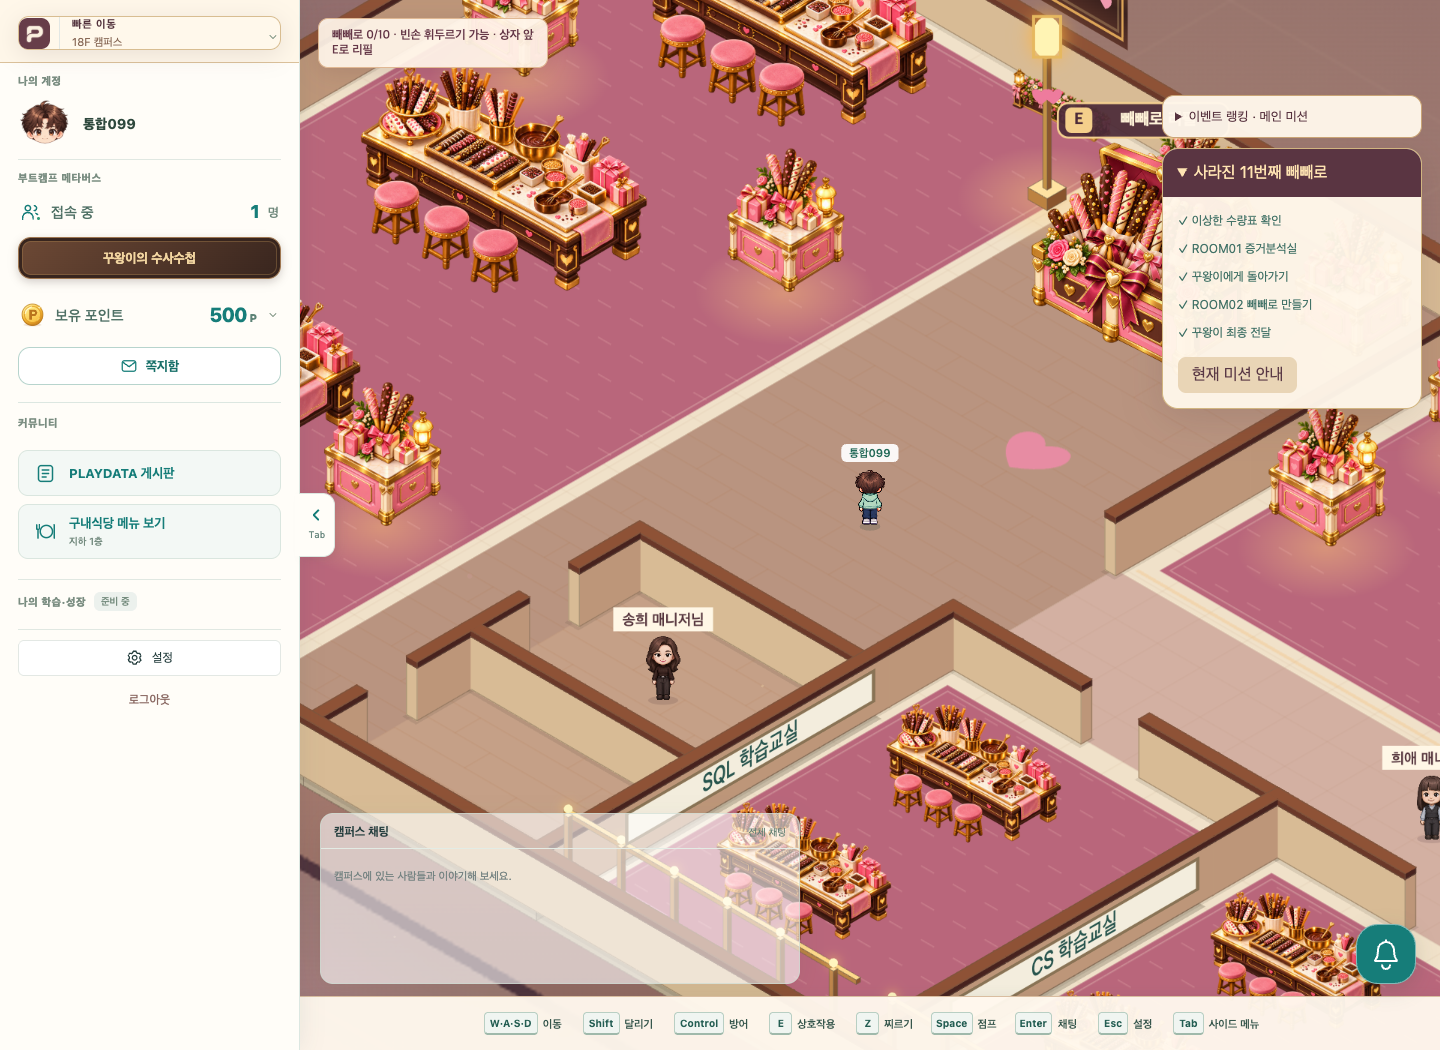 빠른 이동
18F 캠퍼스
나의 계정
통합099
부트캠프 메타버스
접속 중
1 명
꾸왕이의 수사수첩
보유 포인트
500 P
쪽지함
커뮤니티
PLAYDATA 게시판
구내식당 메뉴 보기
지하 1층
나의 학습·성장
준비 중
설정
로그아웃
Tab
빼빼로 0/10 · 빈손 휘두르기 가능 · 상자 앞
E로 리필
E
빼빼로
이벤트 랭킹 · 메인 미션
사라진 11번째 빼빼로
✓ 이상한 수량표 확인
✓ ROOM01 증거분석실
✓ 꾸왕이에게 돌아가기
✓ ROOM02 빼빼로 만들기
✓ 꾸왕이 최종 전달
현재 미션 안내
통합099
송희 매니저님
희애 매니
SQL 학습교실
CS 학습교실
캠퍼스 채팅
전체 채팅
캠퍼스에 있는 사람들과 이야기해 보세요.
W·A·S·D 이동
Shift 달리기
Control 방어
E 상호작용
Z 찌르기
Space 점프
Enter 채팅
Esc 설정
Tab 사이드 메뉴